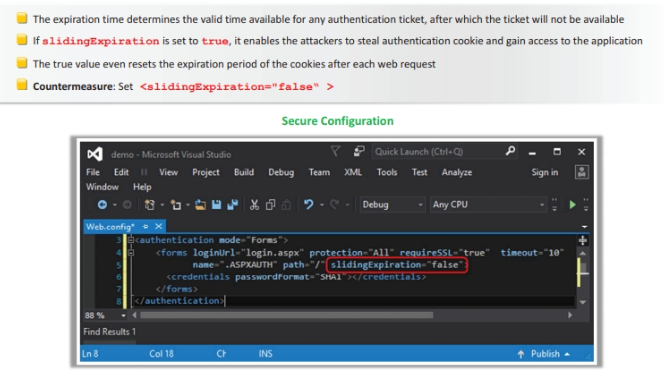 The expiration time determines the valid time available for any authentication ticket, after which the ticket will not be available
If slidingExpiration is set to true, it enables the attackers to steal authentication cookie and gain access to the application
The true value even resets the expiration period of the cookies after each web request
Countermeasure: Set <slidingExpiration="false" >
Secure Configuration
demo - Microsoft Visual Studio
Quick Launch (Ctrl+Q)
File Edit View Project Build Debug Team XML Tools Test Analyze Sign in
Window Help
Debug Any CPU
Web.config*
3 <authentication mode="Forms">
4 <forms loginUrl="login.aspx" protection="All" requireSSL="true" timeout="10"
5 name=".ASPXAUTH" path="/" slidingExpiration="false">
6 <credentials passwordFormat="SHA1"></credentials>
7 </forms>
8 </authentication>
88 %
Find Results 1
Ln 8 Col 18 Ch INS Publish